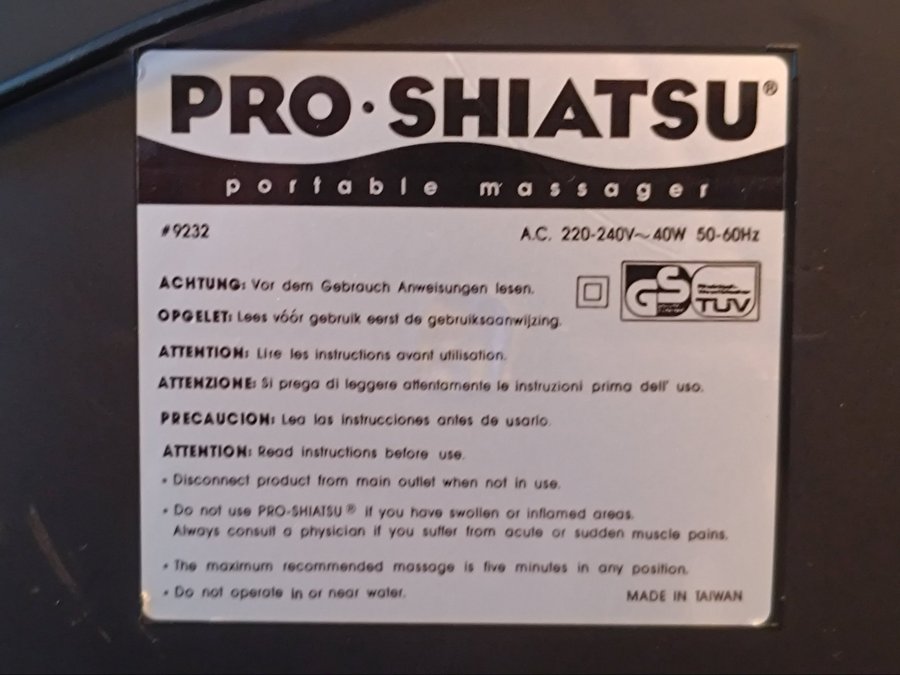 PRO·SHIATSU®
portable massager
#9232 A.C. 220-240V~40W 50-60Hz
GS TÜV
ACHTUNG: Vor dem Gebrauch Anweisungen lesen.
OPGELET: Lees vóór gebruik eerst de gebruiksaanwijzing.
ATTENTION: Lire les instructions avant utilisation.
ATTENZIONE: Si prega di leggere attentamente le instruzioni prima dell' uso.
PRECAUCION: Lea las instrucciones antes de usarlo.
ATTENTION: Read instructions before use.
• Disconnect product from main outlet when not in use.
• Do not use PRO-SHIATSU® if you have swollen or inflamed areas.
Always consult a physician if you suffer from acute or sudden muscle pains.
• The maximum recommended massage is five minutes in any position.
• Do not operate in or near water.
MADE IN TAIWAN